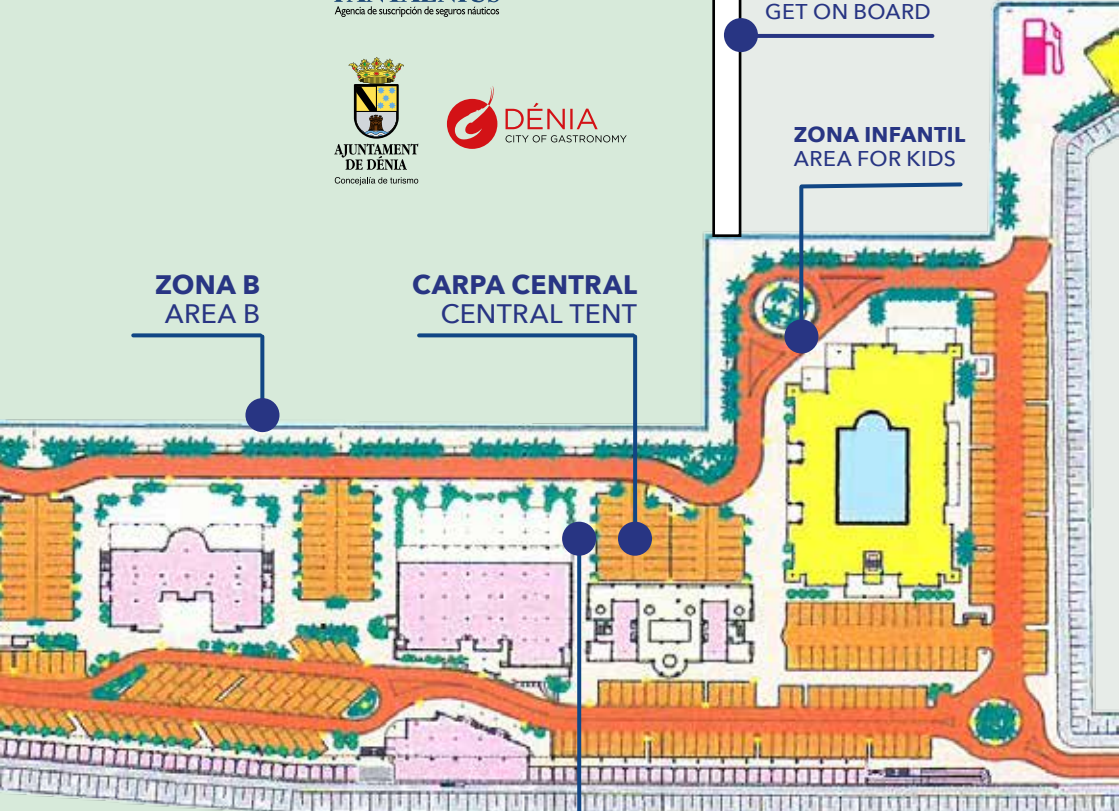 Agencia de suscripción de seguros náuticos
GET ON BOARD
AJUNTAMENT
DE DÉNIA
Concejalía de turismo
DÉNIA
CITY OF GASTRONOMY
ZONA INFANTIL
AREA FOR KIDS
ZONA B
AREA B
CARPA CENTRAL
CENTRAL TENT